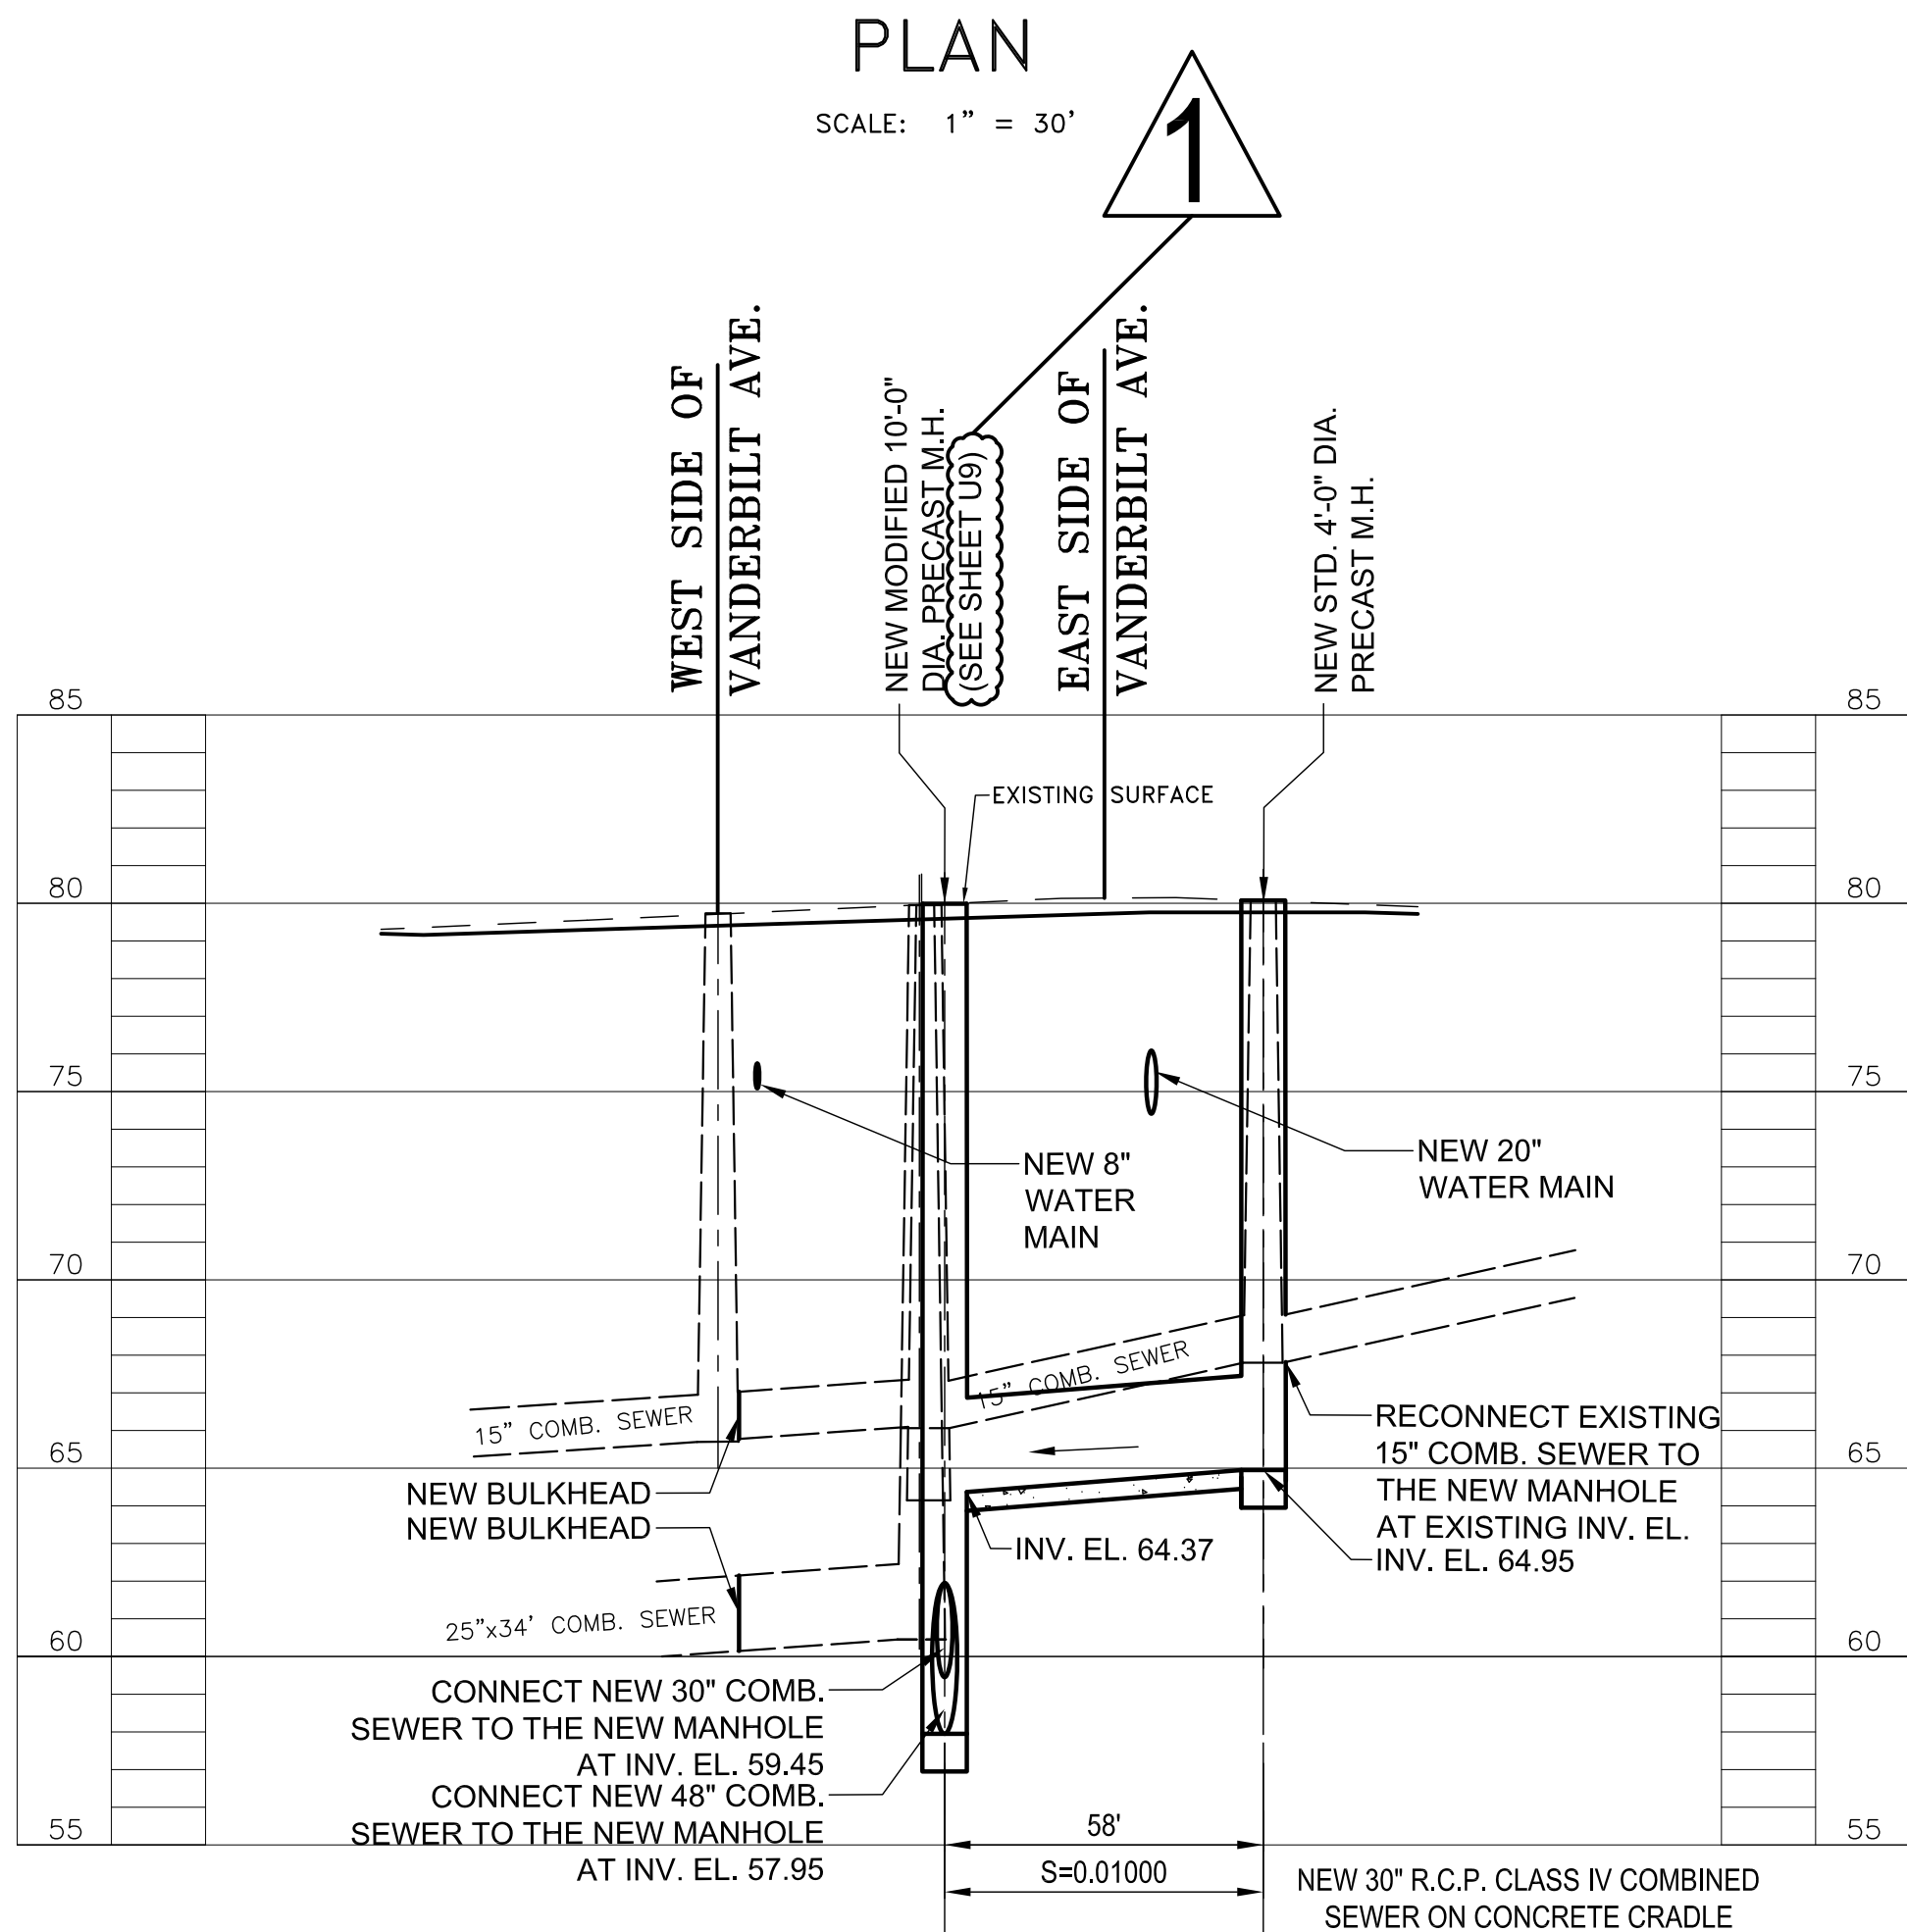 PLAN
SCALE: 1" = 30'
1
WEST SIDE OF
VANDERBILT AVE.
NEW MODIFIED 10'-0"
DIA. PRECAST M.H.
(SEE SHEET U9)
EAST SIDE OF
VANDERBILT AVE.
NEW STD. 4'-0" DIA.
PRECAST M.H.
85
85
EXISTING SURFACE
80
80
75
75
NEW 8"
WATER
MAIN
NEW 20"
WATER MAIN
70
70
15" COMB. SEWER
15" COMB. SEWER
RECONNECT EXISTING
15" COMB. SEWER TO
THE NEW MANHOLE
AT EXISTING INV. EL.
INV. EL. 64.95
65
65
NEW BULKHEAD
NEW BULKHEAD
INV. EL. 64.37
25"x34' COMB. SEWER
60
60
CONNECT NEW 30" COMB.
SEWER TO THE NEW MANHOLE
AT INV. EL. 59.45
CONNECT NEW 48" COMB.
SEWER TO THE NEW MANHOLE
AT INV. EL. 57.95
55
55
58'
S=0.01000
NEW 30" R.C.P. CLASS IV COMBINED
SEWER ON CONCRETE CRADLE